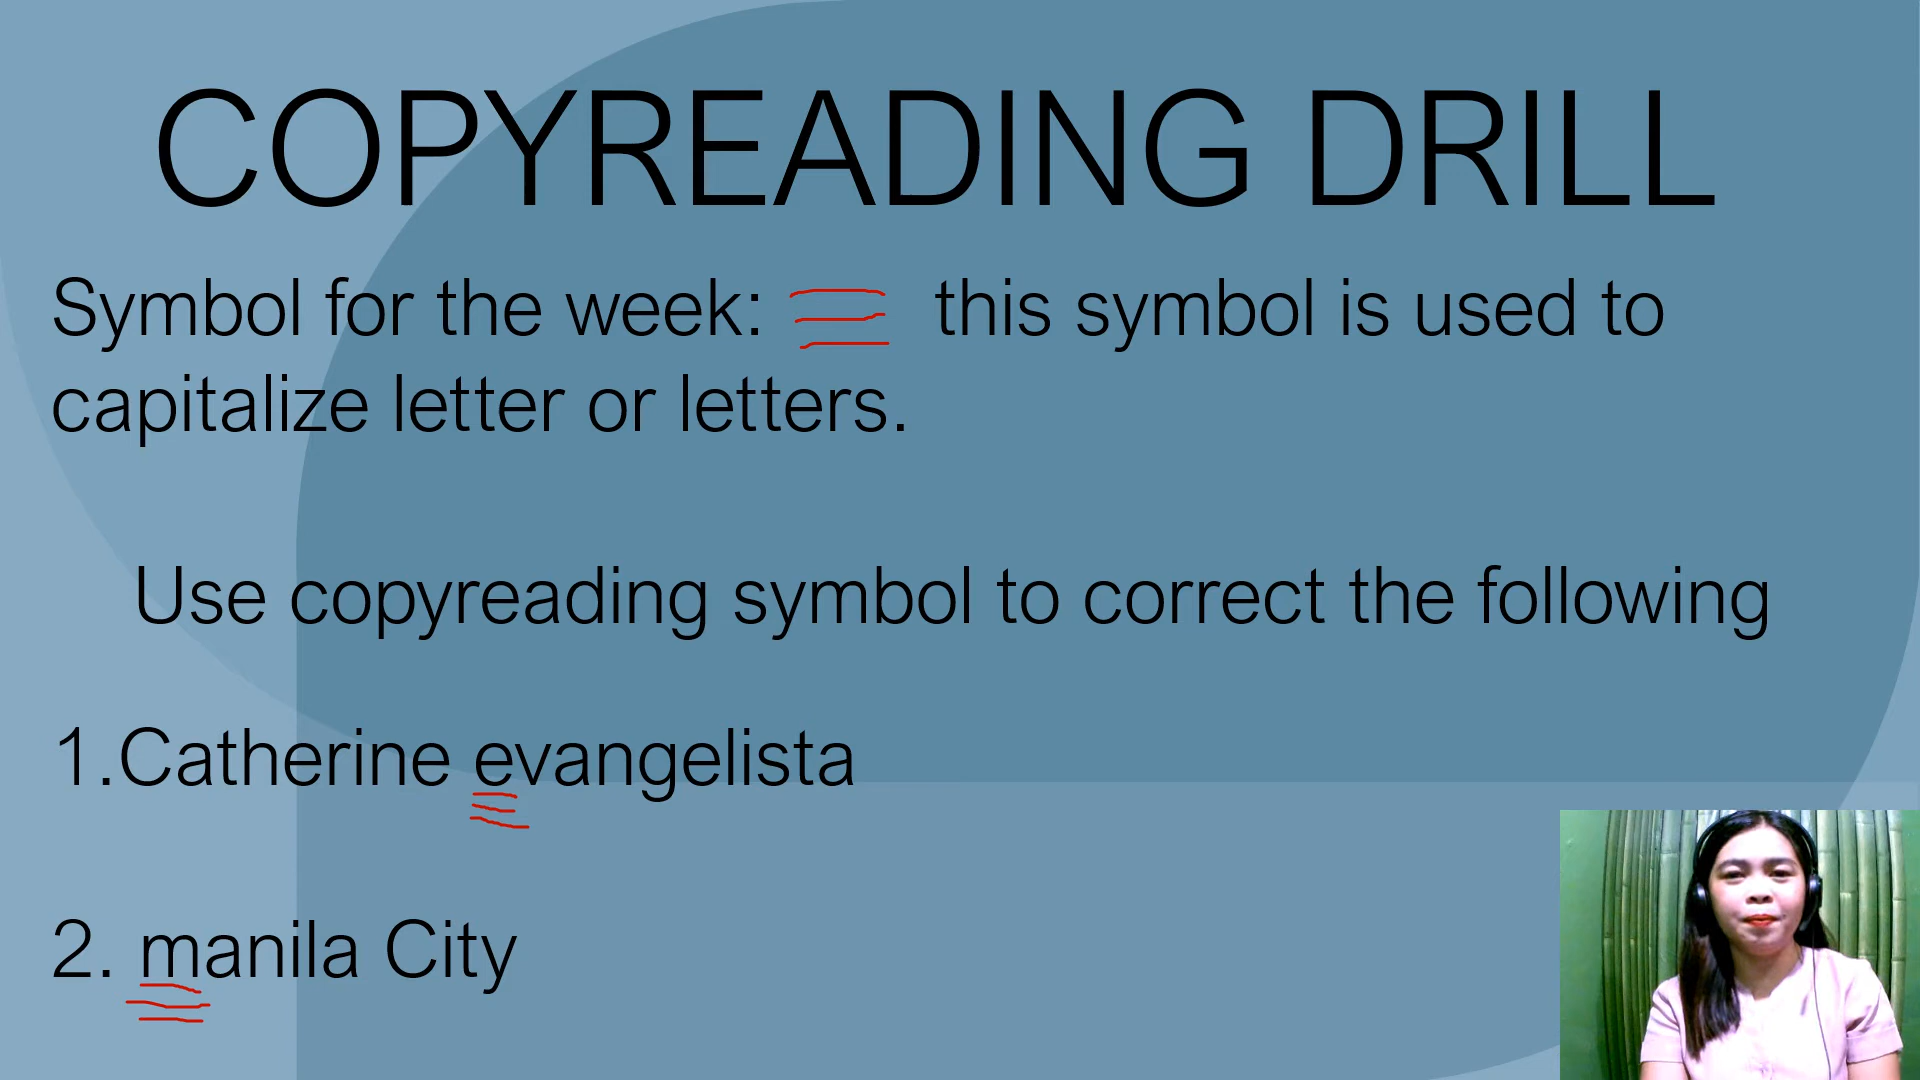 COPYREADING DRILL
Symbol for the week: this symbol is used to
capitalize letter or letters.
Use copyreading symbol to correct the following
1.Catherine evangelista
2. manila City